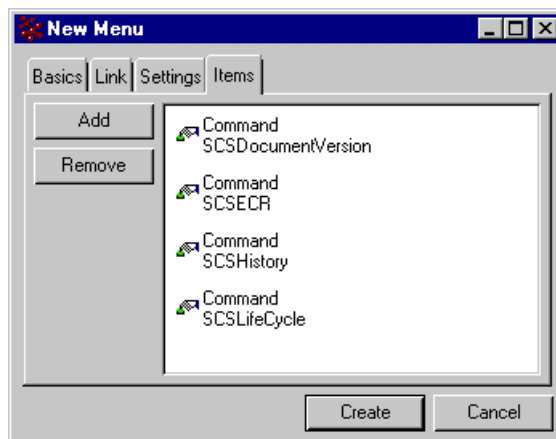 New Menu
Basics Link Settings Items
Add
Remove
Command
SCSDocumentVersion
Command
SCSECR
Command
SCSHistory
Command
SCSLifeCycle
Create Cancel